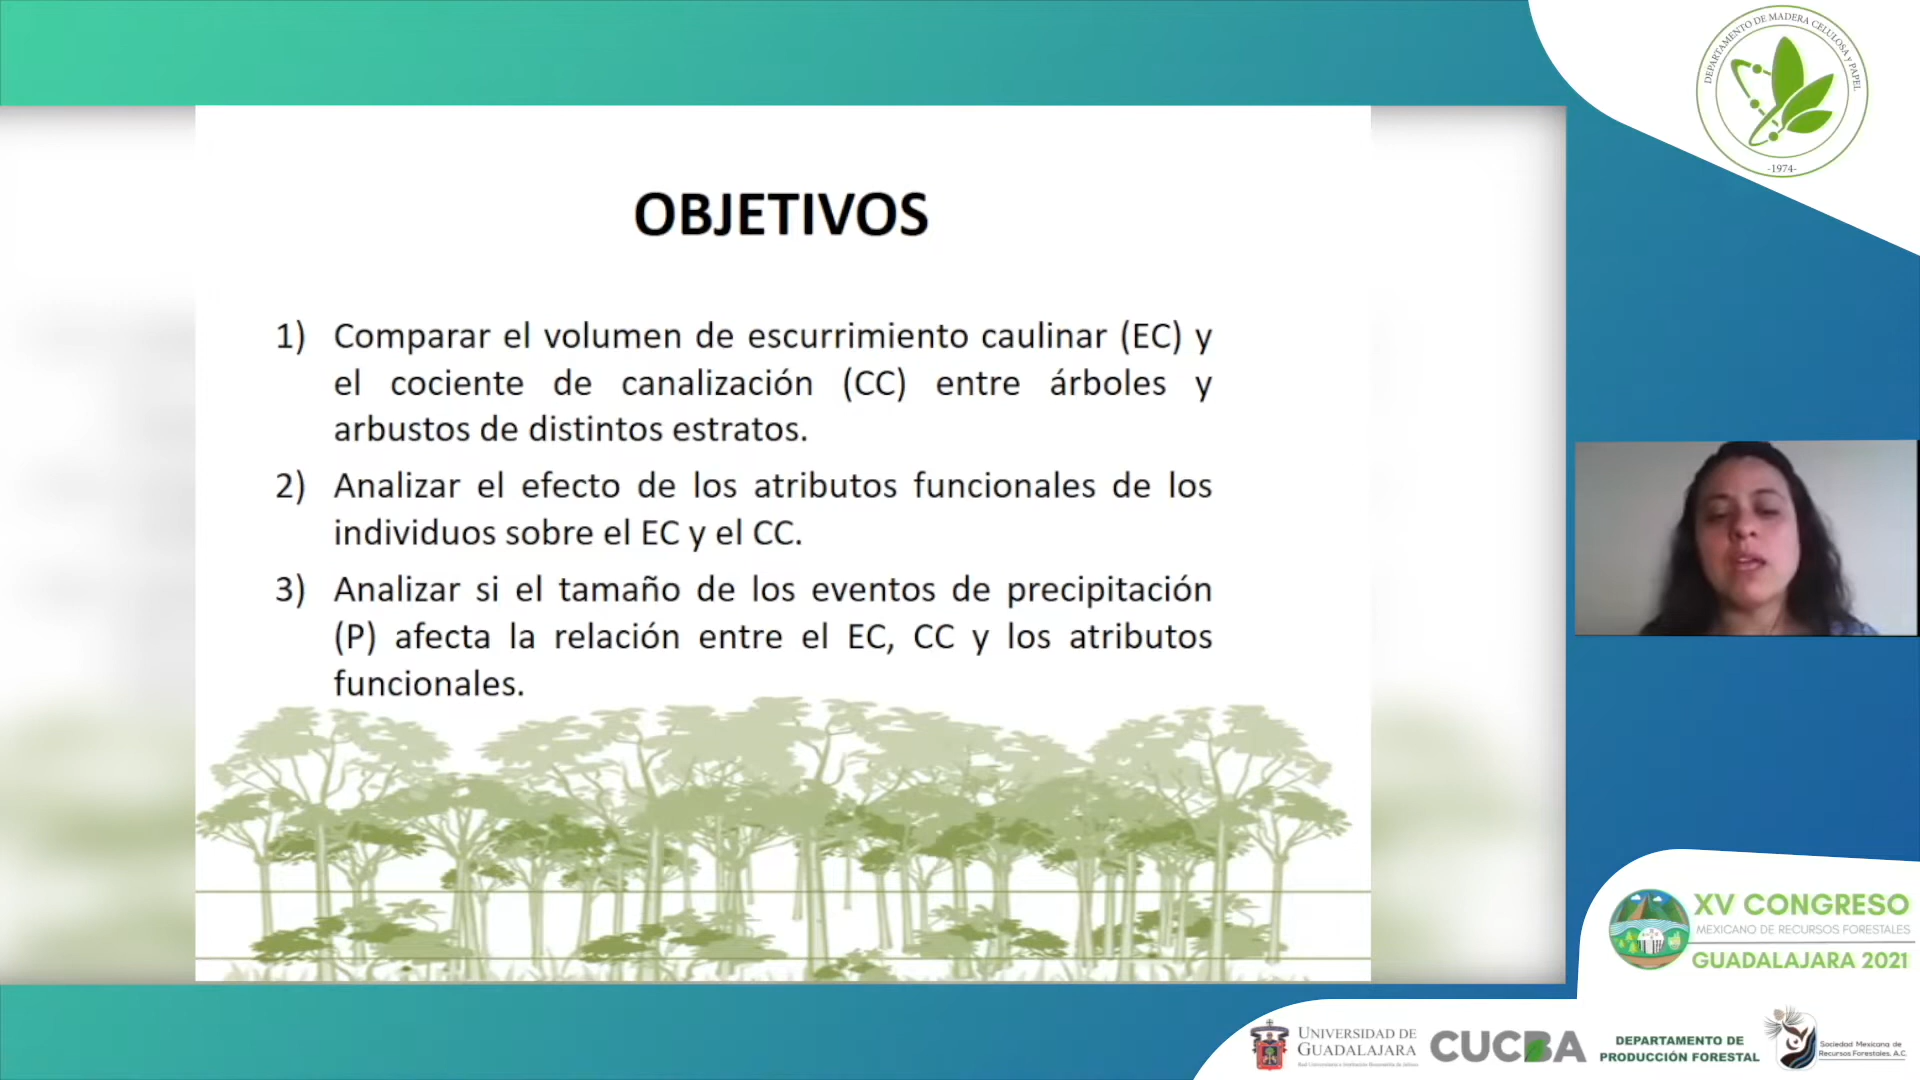 DEPARTAMENTO DE MADERA CELULOSA Y PAPEL
-1974-
OBJETIVOS
1) Comparar el volumen de escurrimiento caulinar (EC) y
el cociente de canalización (CC) entre árboles y
arbustos de distintos estratos.
2) Analizar el efecto de los atributos funcionales de los
individuos sobre el EC y el CC.
3) Analizar si el tamaño de los eventos de precipitación
(P) afecta la relación entre el EC, CC y los atributos
funcionales.
XV CONGRESO
MEXICANO DE RECURSOS FORESTALES
GUADALAJARA 2021
UNIVERSIDAD DE
GUADALAJARA
CUCBA
DEPARTAMENTO DE
PRODUCCIÓN FORESTAL
Sociedad Mexicana de
Recursos Forestales, A.C.